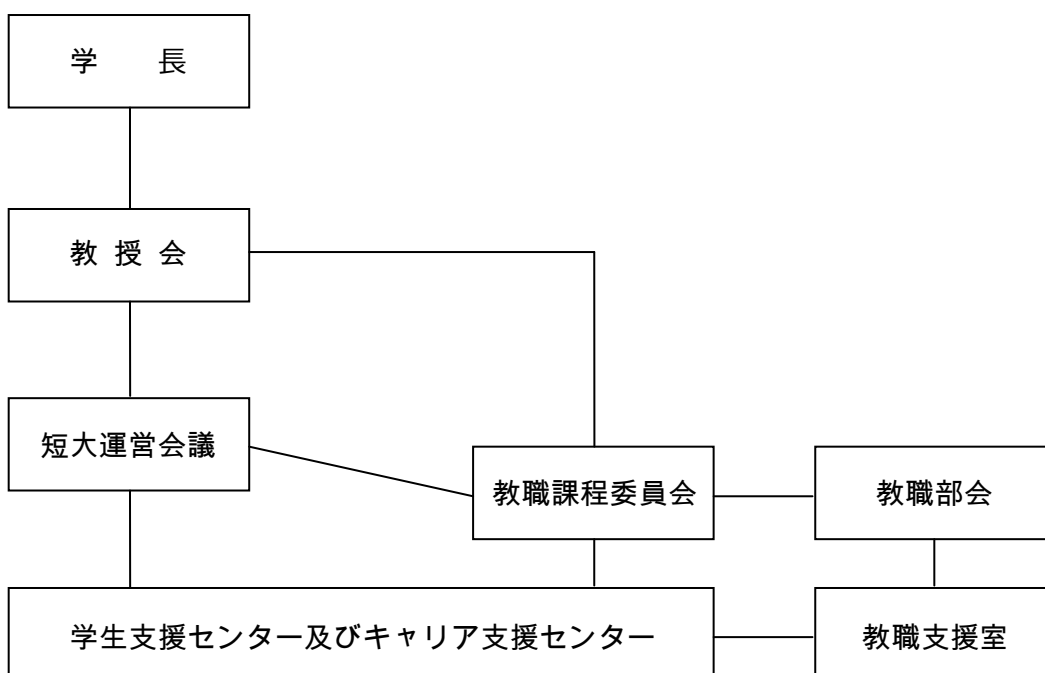 学　　長
教 授 会
短大運営会議
教職課程委員会
教職部会
学生支援センター及びキャリア支援センター
教職支援室